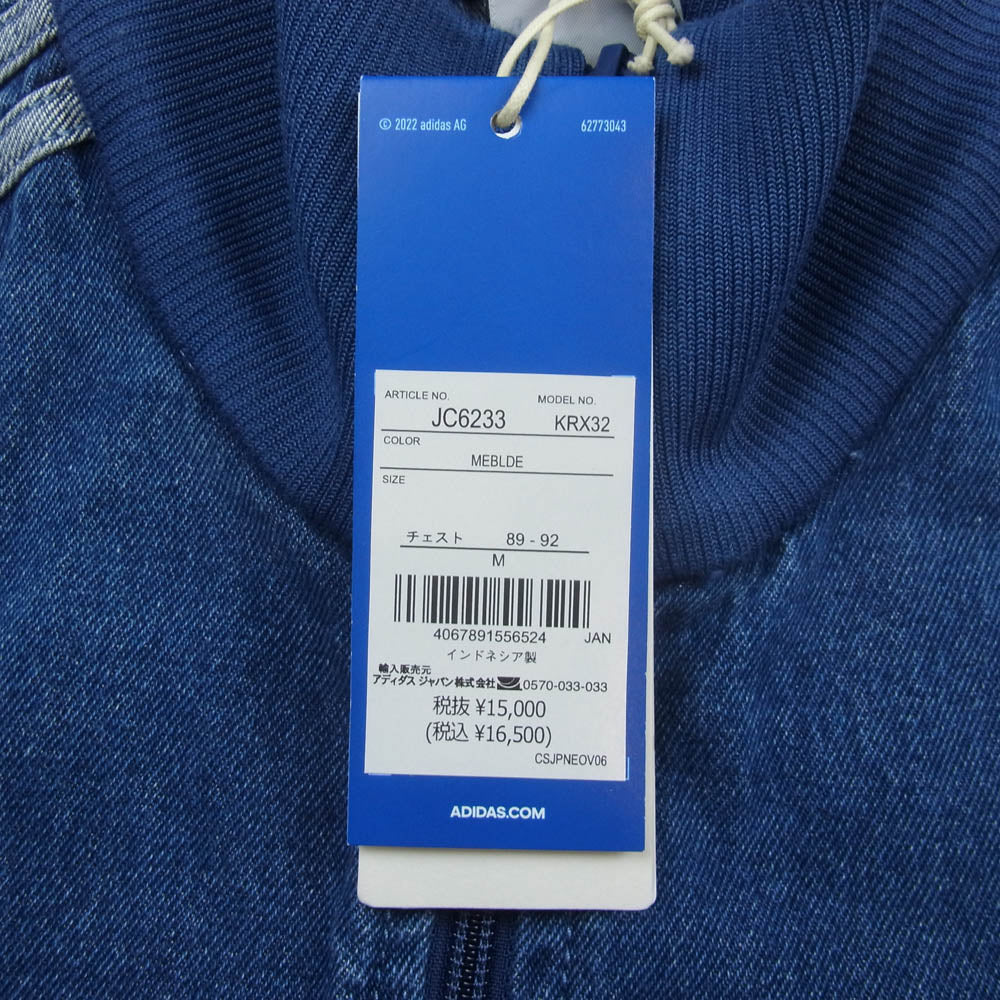 © 2022 adidas AG 62773043
ARTICLE NO. MODEL NO.
JC6233 KRX32
COLOR
MEBLDE
SIZE
チェスト 89 - 92
M
4067891556524 JAN
インドネシア製
輸入販売元
アディダス ジャパン株式会社 0570-033-033
税抜 ¥15,000
(税込 ¥16,500)
CSJPNEOV06
ADIDAS.COM